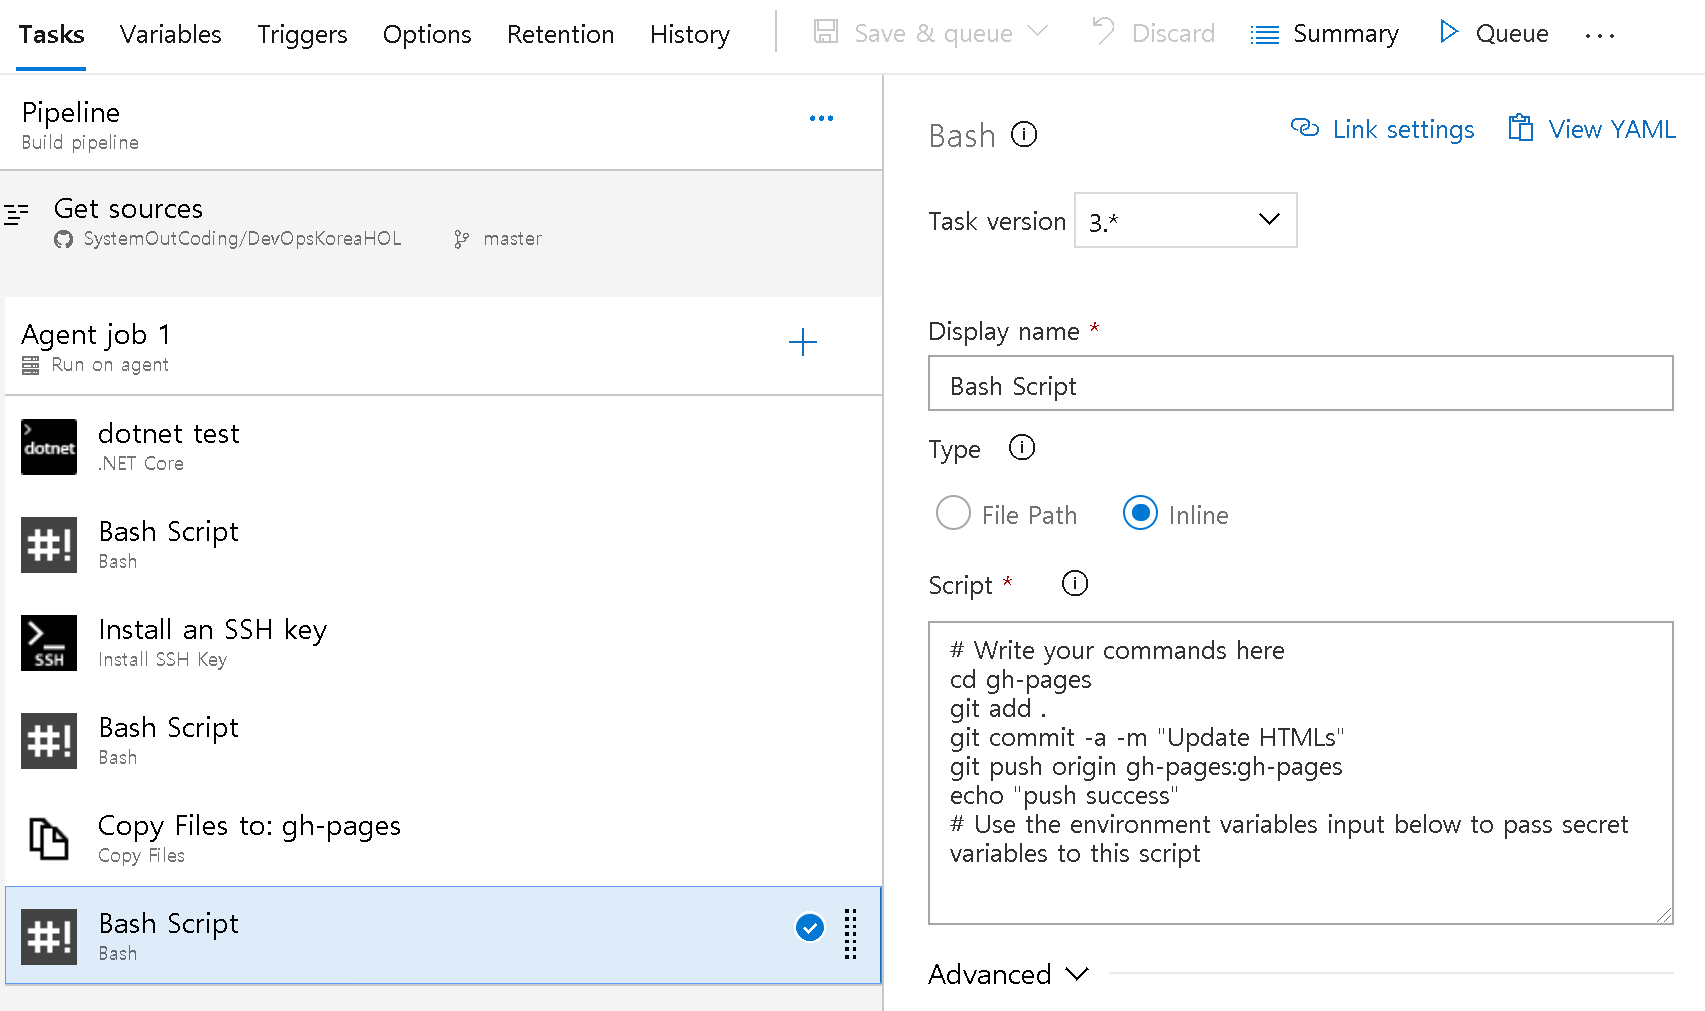 Tasks Variables Triggers Options Retention History Save & queue Discard Summary Queue ...
Pipeline
Build pipeline
Get sources
SystemOutCoding/DevOpsKoreaHOL master
Agent job 1
Run on agent
dotnet
dotnet test
.NET Core
#!
Bash Script
Bash
>_
SSH
Install an SSH key
Install SSH Key
#!
Bash Script
Bash
Copy Files to: gh-pages
Copy Files
#!
Bash Script
Bash
Bash
Link settings View YAML
Task version 3.*
Display name *
Bash Script
Type
File Path Inline
Script *
# Write your commands here
cd gh-pages
git add .
git commit -a -m "Update HTMLs"
git push origin gh-pages:gh-pages
echo "push success"
# Use the environment variables input below to pass secret
variables to this script
Advanced